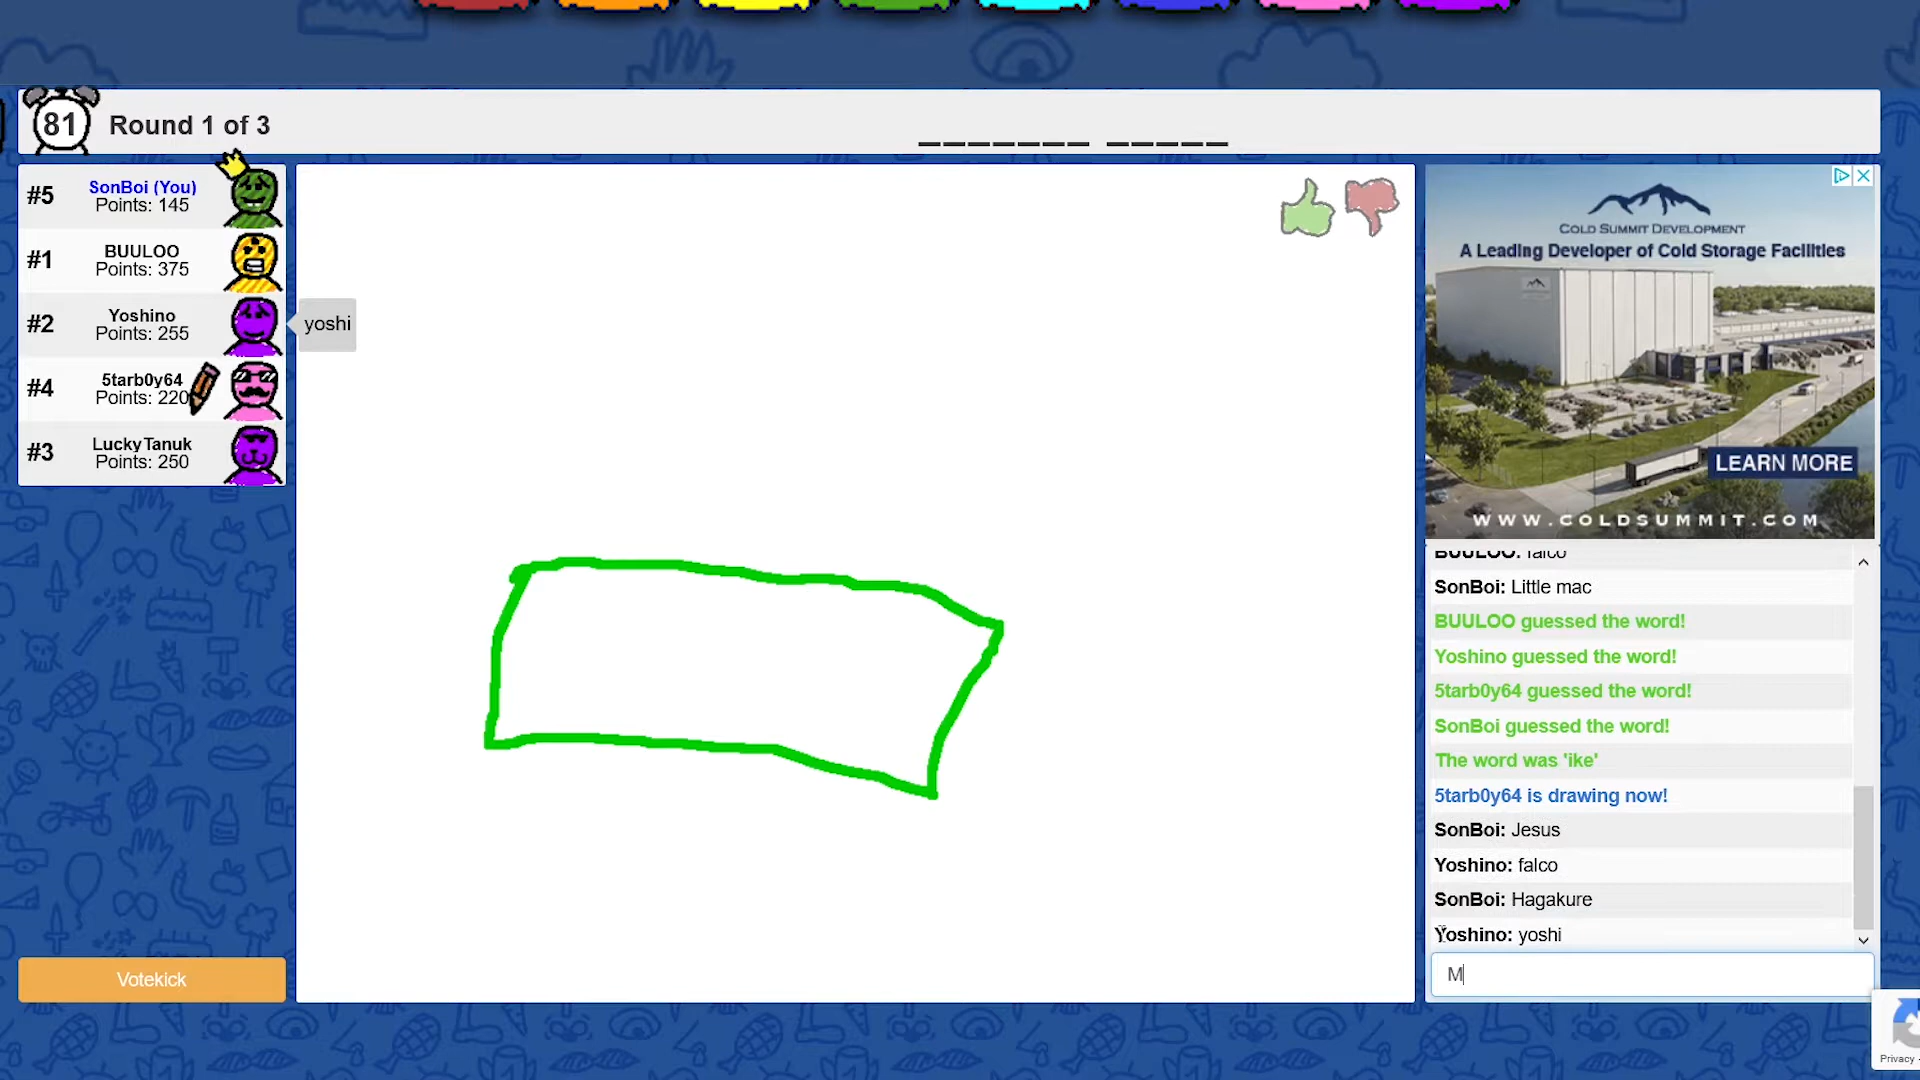 81
Round 1 of 3
_______ _____
#5
SonBoi (You)
Points: 145
#1
BUULOO
Points: 375
#2
Yoshino
Points: 255
yoshi
#4
5tarb0y64
Points: 220
#3
LuckyTanuk
Points: 250
Votekick
COLD SUMMIT DEVELOPMENT
A Leading Developer of Cold Storage Facilities
LEARN MORE
WWW.COLDSUMMIT.COM
BUULOO: falco
SonBoi: Little mac
BUULOO guessed the word!
Yoshino guessed the word!
5tarb0y64 guessed the word!
SonBoi guessed the word!
The word was 'ike'
5tarb0y64 is drawing now!
SonBoi: Jesus
Yoshino: falco
SonBoi: Hagakure
Yoshino: yoshi
M
Privacy -